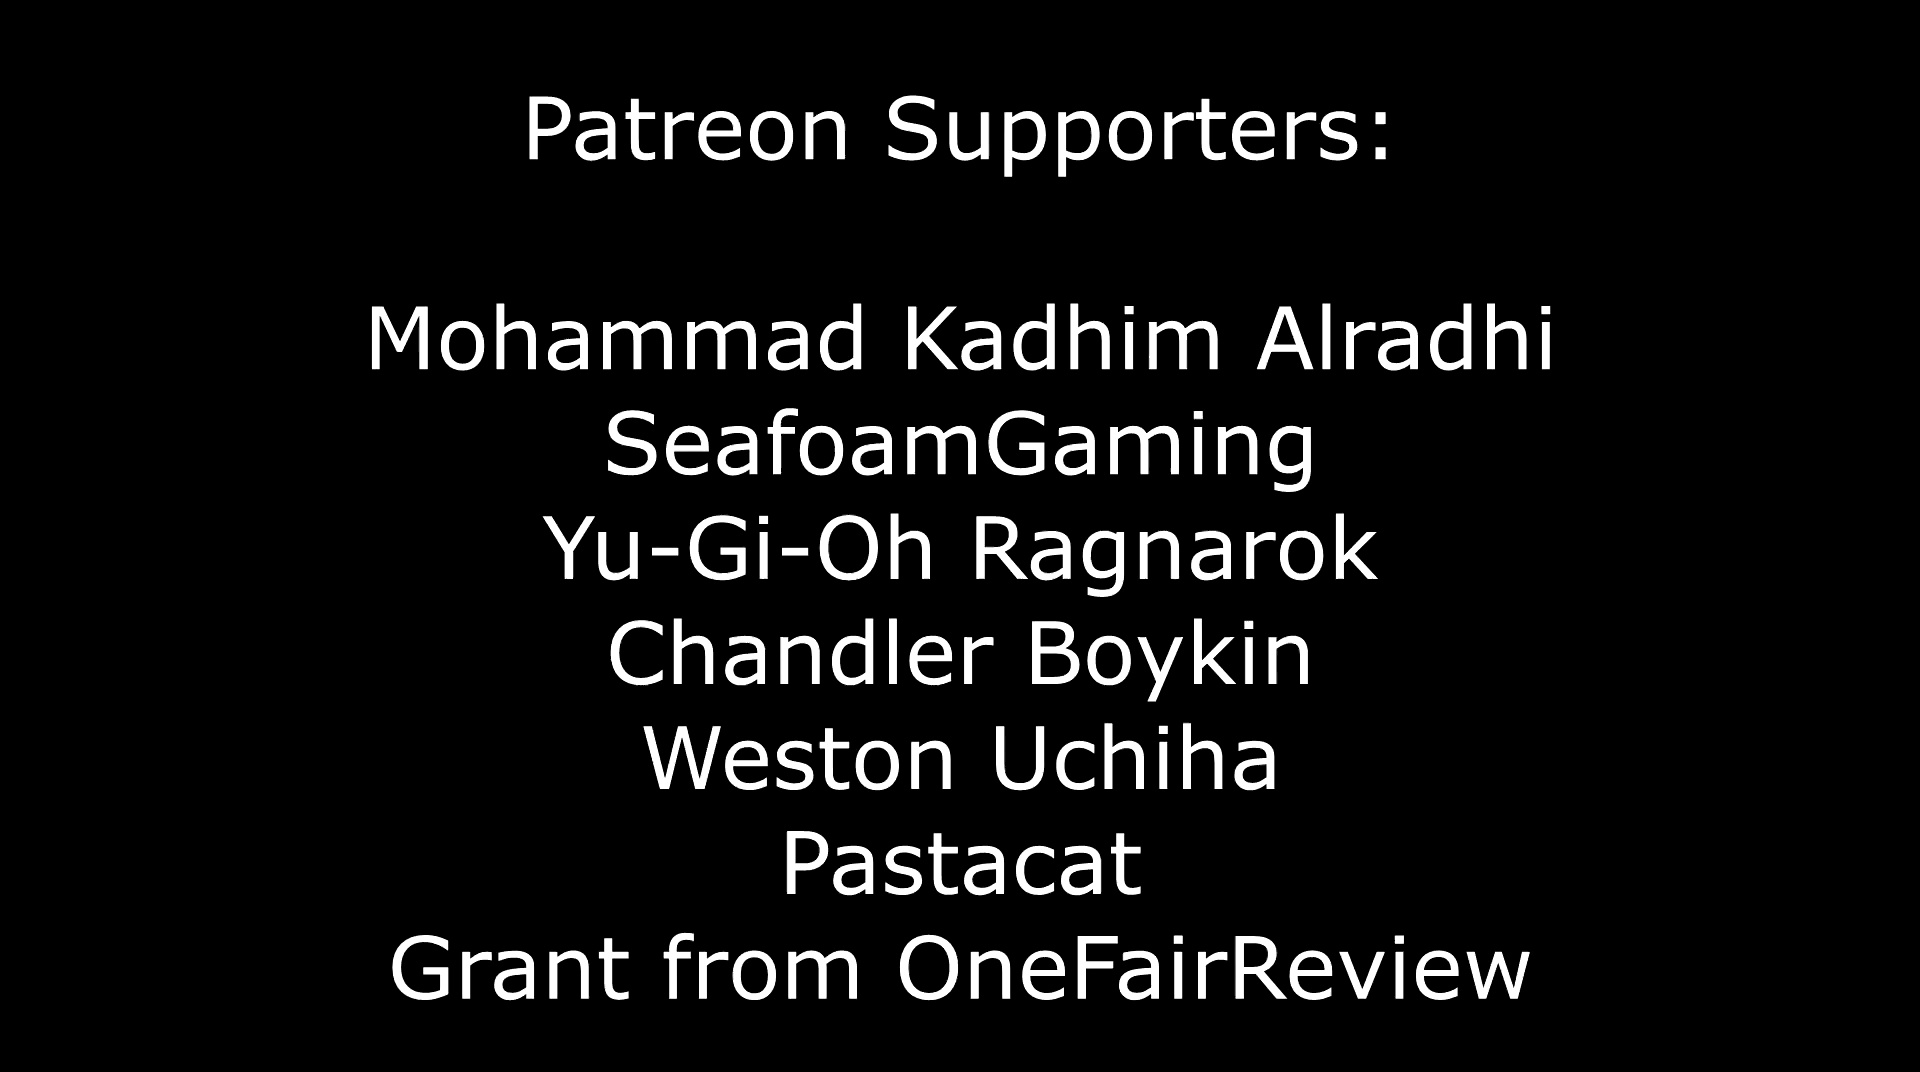 Patreon Supporters:
Mohammad Kadhim Alradhi
SeafoamGaming
Yu-Gi-Oh Ragnarok
Chandler Boykin
Weston Uchiha
Pastacat
Grant from OneFairReview